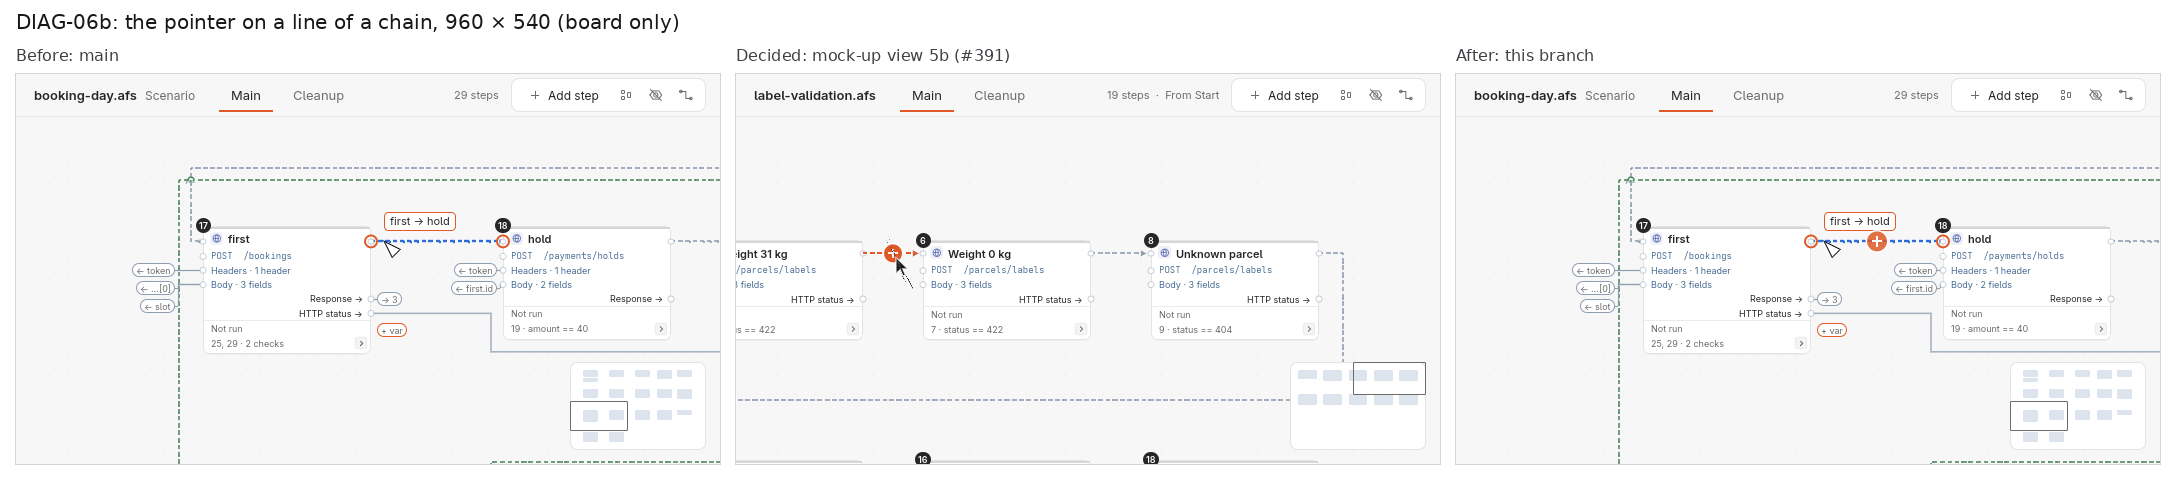 DIAG-06b: the pointer on a line of a chain, 960 × 540 (board only)
Before: main
booking-day.afs Scenario Main Cleanup 29 steps + Add step
first → hold
17 first
POST /bookings
Headers · 1 header
Body · 3 fields
Response →
HTTP status →
Not run
25, 29 · 2 checks
← token
← ...[0]
← slot
→ 3
+ var
18 hold
POST /payments/holds
Headers · 1 header
Body · 2 fields
Response →
Not run
19 · amount == 40
← token
← first.id
Decided: mock-up view 5b (#391)
label-validation.afs Main Cleanup 19 steps · From Start + Add step
eight 31 kg
/parcels/labels
3 fields
HTTP status →
s == 422
6 Weight 0 kg
POST /parcels/labels
Body · 3 fields
HTTP status →
Not run
7 · status == 422
8 Unknown parcel
POST /parcels/labels
Body · 3 fields
HTTP status →
Not run
9 · status == 404
16
18
After: this branch
booking-day.afs Scenario Main Cleanup 29 steps + Add step
first → hold
17 first
POST /bookings
Headers · 1 header
Body · 3 fields
Response →
HTTP status →
Not run
25, 29 · 2 checks
← token
← ...[0]
← slot
→ 3
+ var
18 hold
POST /payments/holds
Headers · 1 header
Body · 2 fields
Response →
Not run
19 · amount == 40
← token
← first.id